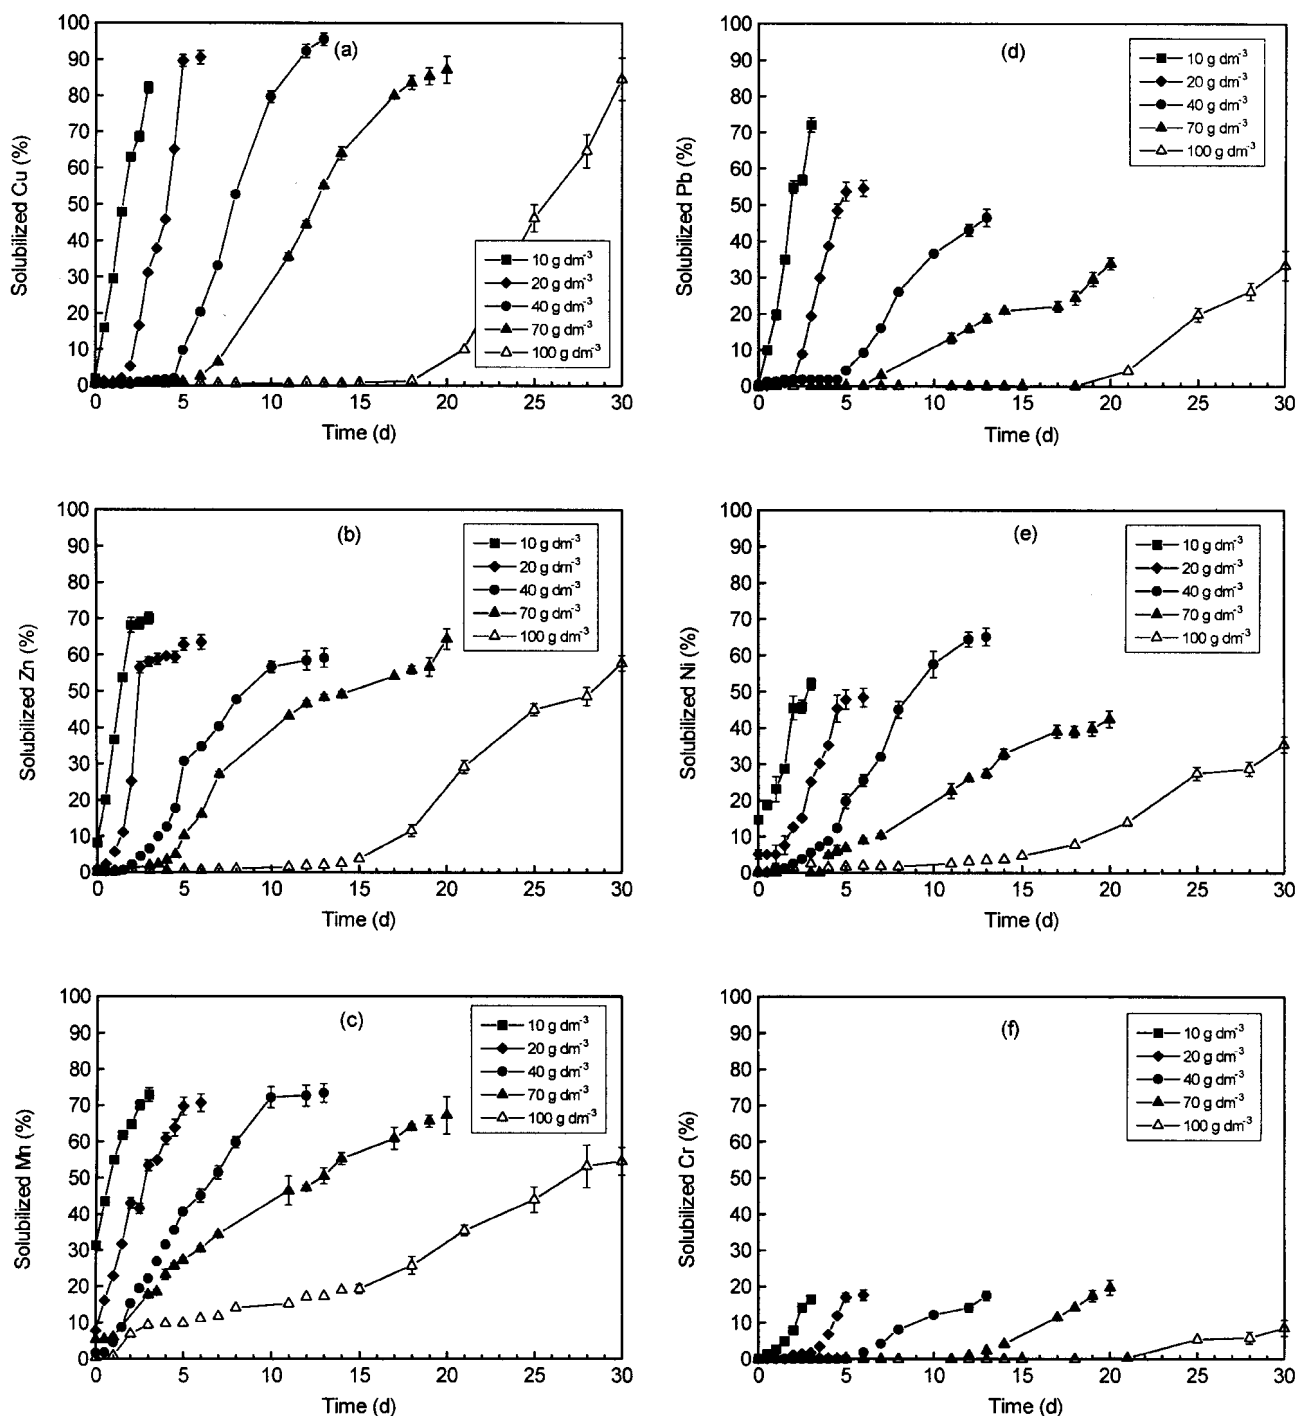 100
90
80
70
60
50
40
30
20
10
0
Solubilized Cu (%)
(a)
10 g dm-3
20 g dm-3
40 g dm-3
70 g dm-3
100 g dm-3
0 5 10 15 20 25 30
Time (d)
100
90
80
70
60
50
40
30
20
10
0
Solubilized Pb (%)
(d)
10 g dm-3
20 g dm-3
40 g dm-3
70 g dm-3
100 g dm-3
0 5 10 15 20 25 30
Time (d)
100
90
80
70
60
50
40
30
20
10
0
Solubilized Zn (%)
(b)
10 g dm-3
20 g dm-3
40 g dm-3
70 g dm-3
100 g dm-3
0 5 10 15 20 25 30
Time (d)
100
90
80
70
60
50
40
30
20
10
0
Solubilized Ni (%)
(e)
10 g dm-3
20 g dm-3
40 g dm-3
70 g dm-3
100 g dm-3
0 5 10 15 20 25 30
Time (d)
100
90
80
70
60
50
40
30
20
10
0
Solubilized Mn (%)
(c)
10 g dm-3
20 g dm-3
40 g dm-3
70 g dm-3
100 g dm-3
0 5 10 15 20 25 30
Time (d)
100
90
80
70
60
50
40
30
20
10
0
Solubilized Cr (%)
(f)
10 g dm-3
20 g dm-3
40 g dm-3
70 g dm-3
100 g dm-3
0 5 10 15 20 25 30
Time (d)